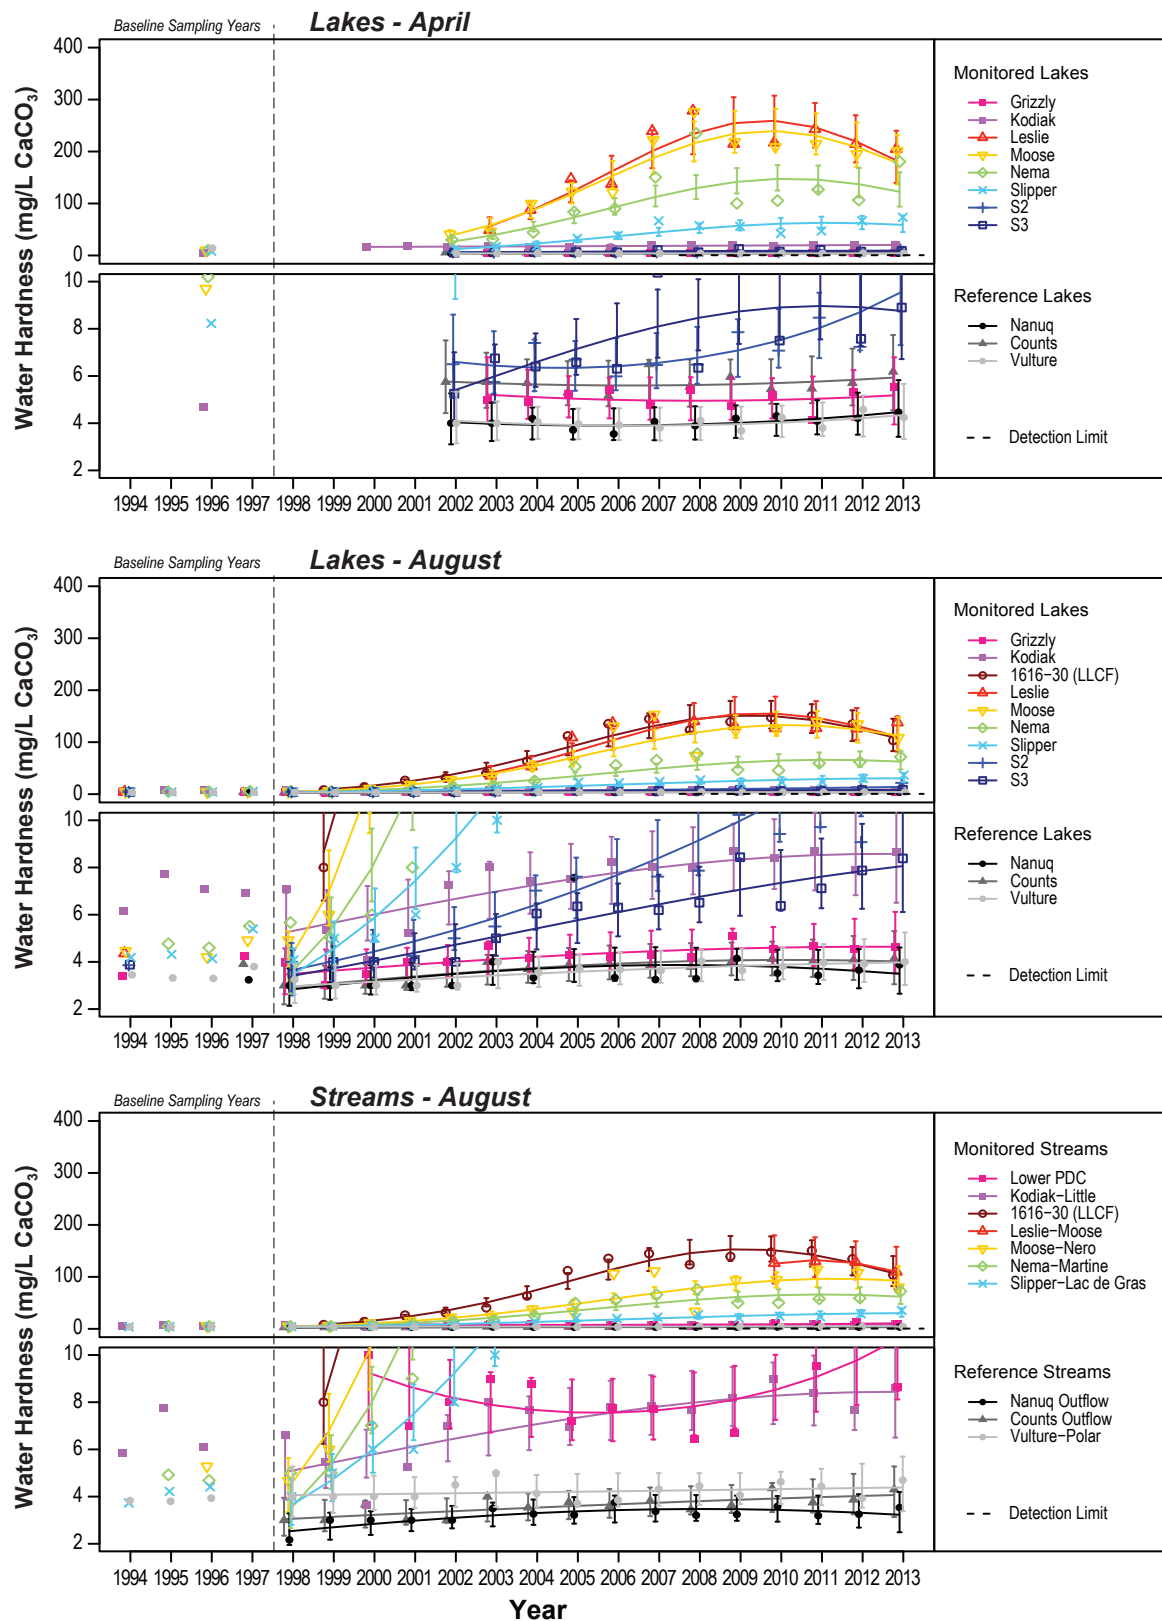 Baseline Sampling Years
Lakes - April
Water Hardness (mg/L CaCO3)
400
300
200
100
0
10
8
6
4
2
1994 1995 1996 1997 1998 1999 2000 2001 2002 2003 2004 2005 2006 2007 2008 2009 2010 2011 2012 2013
Monitored Lakes
Grizzly
Kodiak
Leslie
Moose
Nema
Slipper
S2
S3
Reference Lakes
Nanuq
Counts
Vulture
Detection Limit
Baseline Sampling Years
Lakes - August
Water Hardness (mg/L CaCO3)
400
300
200
100
0
10
8
6
4
2
1994 1995 1996 1997 1998 1999 2000 2001 2002 2003 2004 2005 2006 2007 2008 2009 2010 2011 2012 2013
Monitored Lakes
Grizzly
Kodiak
1616−30 (LLCF)
Leslie
Moose
Nema
Slipper
S2
S3
Reference Lakes
Nanuq
Counts
Vulture
Detection Limit
Baseline Sampling Years
Streams - August
Water Hardness (mg/L CaCO3)
400
300
200
100
0
10
8
6
4
2
1994 1995 1996 1997 1998 1999 2000 2001 2002 2003 2004 2005 2006 2007 2008 2009 2010 2011 2012 2013
Year
Monitored Streams
Lower PDC
Kodiak−Little
1616−30 (LLCF)
Leslie−Moose
Moose−Nero
Nema−Martine
Slipper−Lac de Gras
Reference Streams
Nanuq Outflow
Counts Outflow
Vulture−Polar
Detection Limit